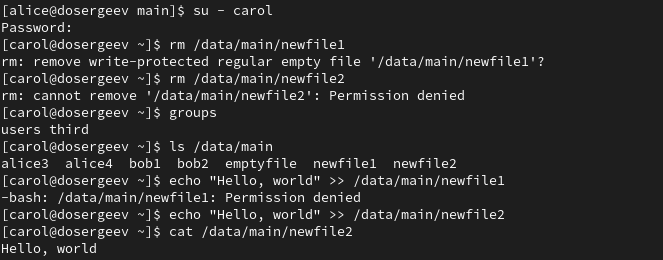 [alice@dosergeev main]$ su - carol
Password:
[carol@dosergeev ~]$ rm /data/main/newfile1
rm: remove write-protected regular empty file '/data/main/newfile1'?
[carol@dosergeev ~]$ rm /data/main/newfile2
rm: cannot remove '/data/main/newfile2': Permission denied
[carol@dosergeev ~]$ groups
users third
[carol@dosergeev ~]$ ls /data/main
alice3  alice4  bob1  bob2  emptyfile  newfile1  newfile2
[carol@dosergeev ~]$ echo "Hello, world" >> /data/main/newfile1
-bash: /data/main/newfile1: Permission denied
[carol@dosergeev ~]$ echo "Hello, world" >> /data/main/newfile2
[carol@dosergeev ~]$ cat /data/main/newfile2
Hello, world